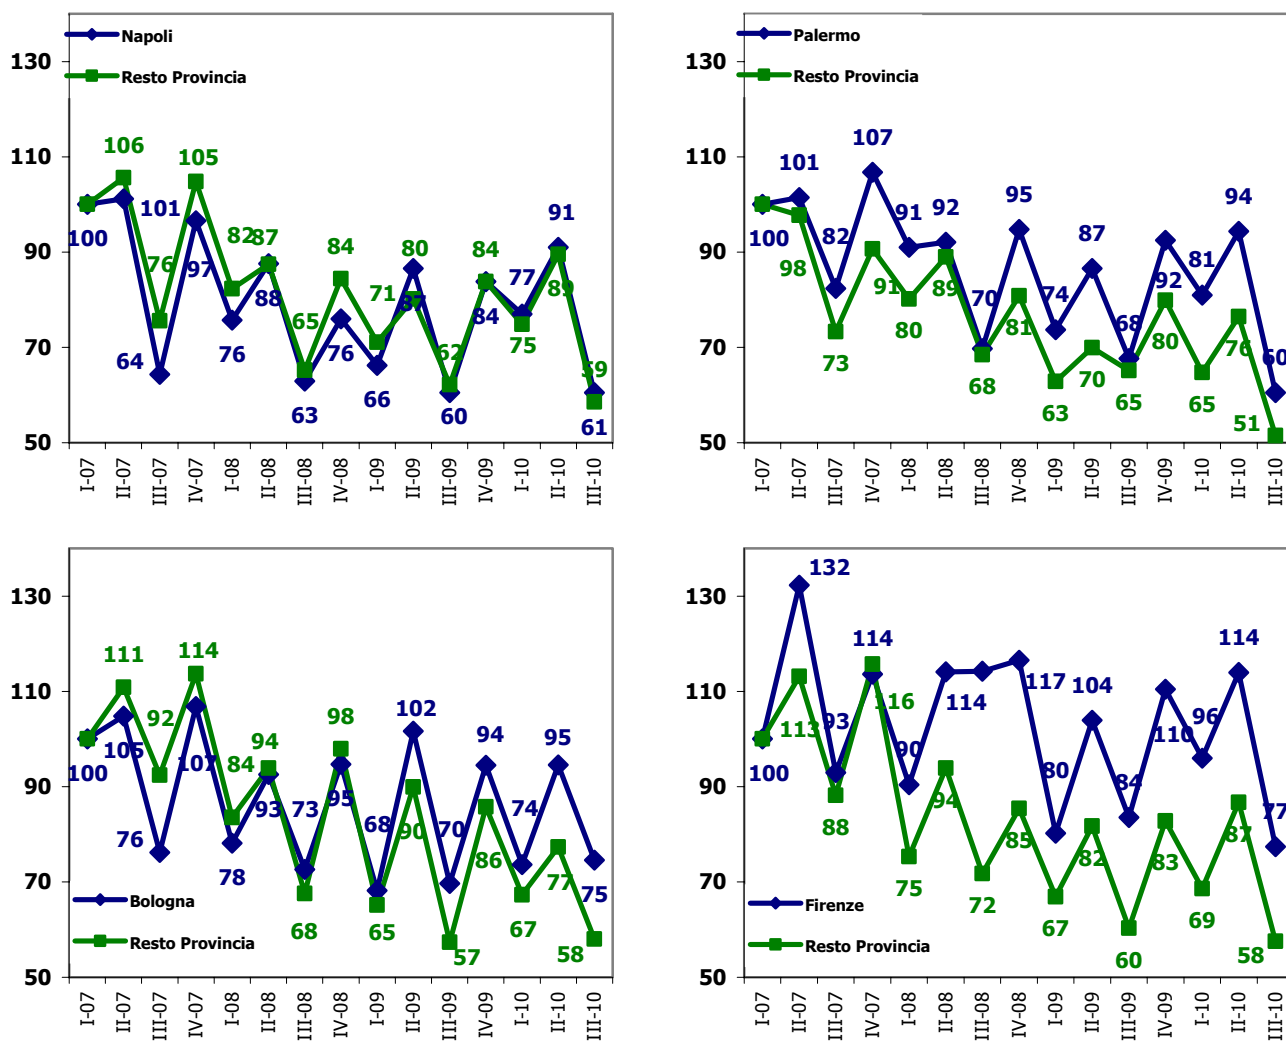 Napoli
Resto Provincia
130
110
90
70
50
106
105
101
100
76
97
64
82
87
76
88
65
63
84
76
71
66
80
87
62
60
84
84
77
75
91
89
59
61
I-07
II-07
III-07
IV-07
I-08
II-08
III-08
IV-08
I-09
II-09
III-09
IV-09
I-10
II-10
III-10
Palermo
Resto Provincia
130
110
90
70
50
101
107
100
98
82
73
91
91
80
92
89
70
68
95
81
74
63
87
70
68
65
92
80
81
65
94
76
60
51
I-07
II-07
III-07
IV-07
I-08
II-08
III-08
IV-08
I-09
II-09
III-09
IV-09
I-10
II-10
III-10
130
110
90
70
50
111
105
100
92
76
114
107
84
78
94
93
73
68
98
95
68
65
102
90
70
57
94
86
74
67
95
77
75
58
Bologna
Resto Provincia
I-07
II-07
III-07
IV-07
I-08
II-08
III-08
IV-08
I-09
II-09
III-09
IV-09
I-10
II-10
III-10
130
110
90
70
50
132
113
100
93
88
114
116
90
75
114
94
72
117
85
80
67
104
82
84
60
110
83
96
69
114
87
77
58
Firenze
Resto Provincia
I-07
II-07
III-07
IV-07
I-08
II-08
III-08
IV-08
I-09
II-09
III-09
IV-09
I-10
II-10
III-10